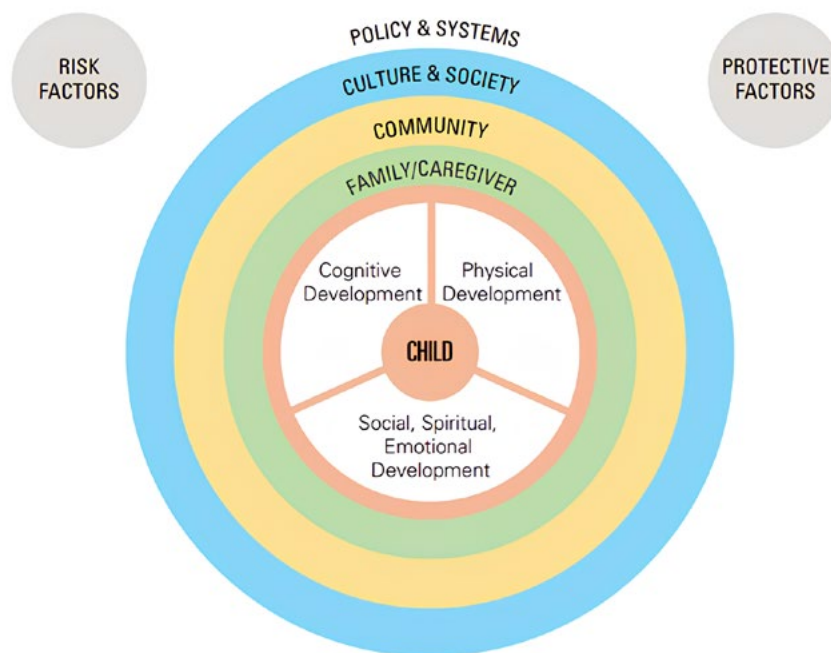 POLICY & SYSTEMS
RISK
FACTORS
PROTECTIVE
FACTORS
CULTURE & SOCIETY
COMMUNITY
FAMILY/CAREGIVER
Cognitive
Development
Physical
Development
CHILD
Social, Spiritual,
Emotional
Development